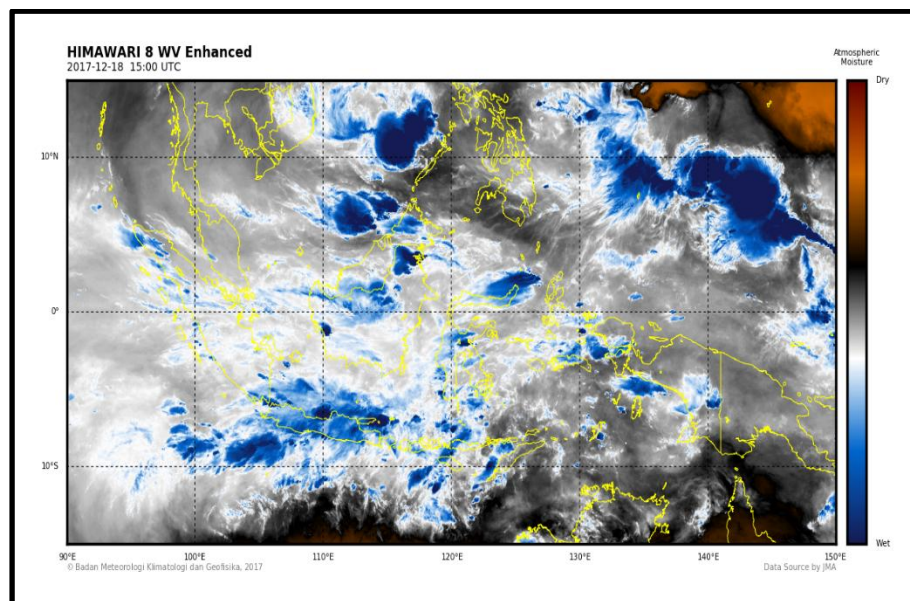 HIMAWARI 8 WV Enhanced
2017-12-18 15:00 UTC
Atmospheric
Moisture
Dry
10°N
0°
10°S
Wet
90°E 100°E 110°E 120°E 130°E 140°E 150°E
© Badan Meteorologi Klimatologi dan Geofisika, 2017
Data Source by JMA